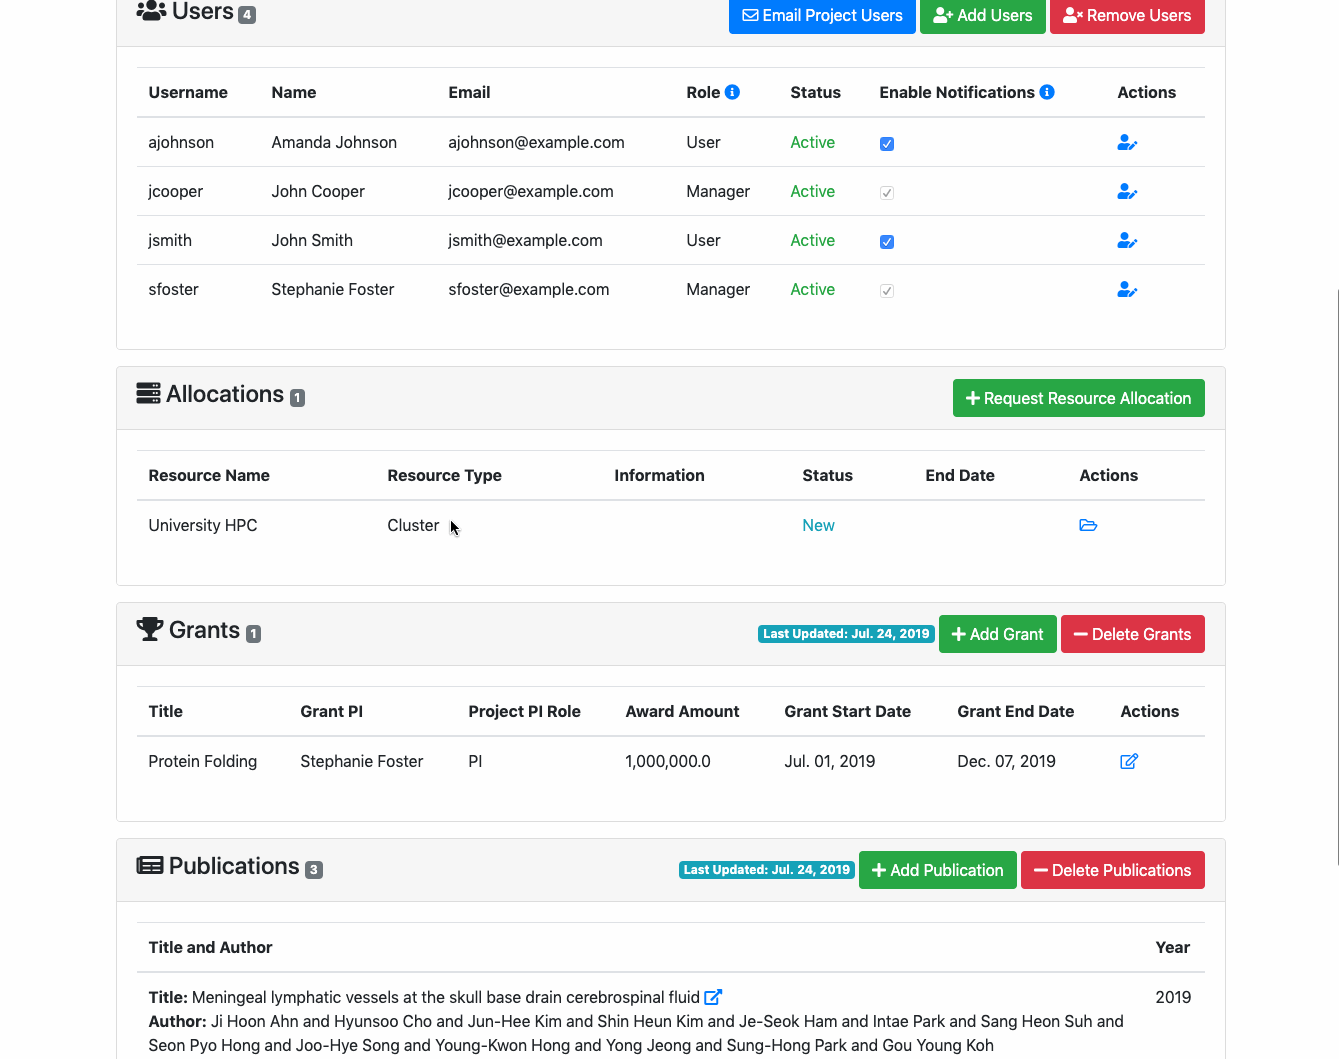 Users 4
Email Project Users Add Users Remove Users
Username Name Email Role Status Enable Notifications Actions
ajohnson Amanda Johnson ajohnson@example.com User Active
jcooper John Cooper jcooper@example.com Manager Active
jsmith John Smith jsmith@example.com User Active
sfoster Stephanie Foster sfoster@example.com Manager Active
Allocations 1
Request Resource Allocation
Resource Name Resource Type Information Status End Date Actions
University HPC Cluster New
Grants 1
Last Updated: Jul. 24, 2019 Add Grant Delete Grants
Title Grant PI Project PI Role Award Amount Grant Start Date Grant End Date Actions
Protein Folding Stephanie Foster PI 1,000,000.0 Jul. 01, 2019 Dec. 07, 2019
Publications 3
Last Updated: Jul. 24, 2019 Add Publication Delete Publications
Title and Author Year
Title: Meningeal lymphatic vessels at the skull base drain cerebrospinal fluid 2019
Author: Ji Hoon Ahn and Hyunsoo Cho and Jun-Hee Kim and Shin Heun Kim and Je-Seok Ham and Intae Park and Sang Heon Suh and
Seon Pyo Hong and Joo-Hye Song and Young-Kwon Hong and Yong Jeong and Sung-Hong Park and Gou Young Koh